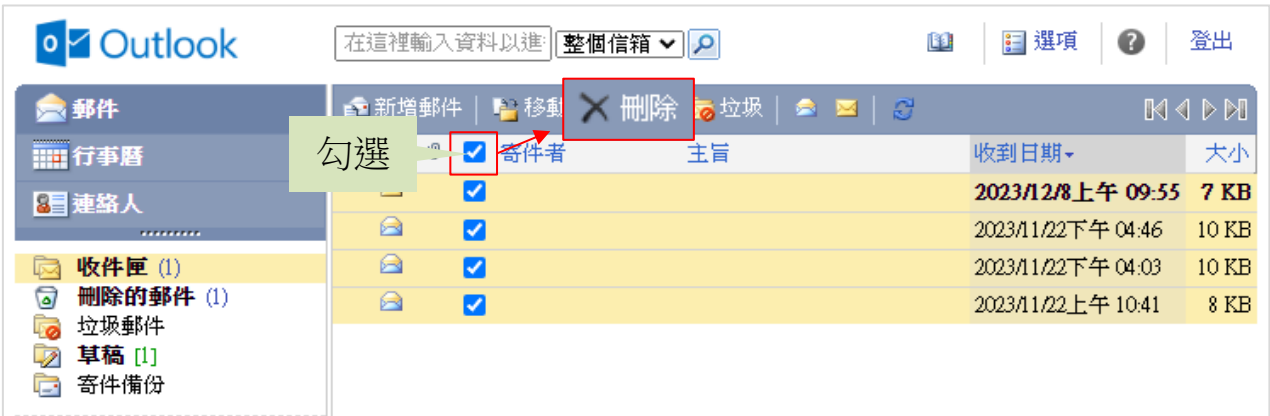 Outlook
在這裡輸入資料以進 整個信箱 選項 登出
郵件 新增郵件 移動 刪除 垃圾
行事曆 勾選 寄件者 主旨 收到日期 大小
連絡人 2023/12/8上午 09:55 7 KB
2023/11/22下午 04:46 10 KB
收件匣 (1) 2023/11/22下午 04:03 10 KB
刪除的郵件 (1) 2023/11/22上午 10:41 8 KB
垃圾郵件
草稿 [1]
寄件備份